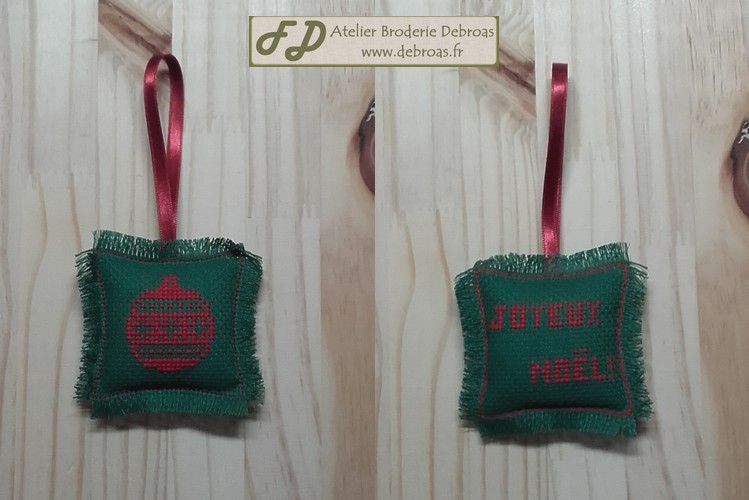 FD
Atelier Broderie Debroas
www.debroas.fr
JOYEUX
NOËL!